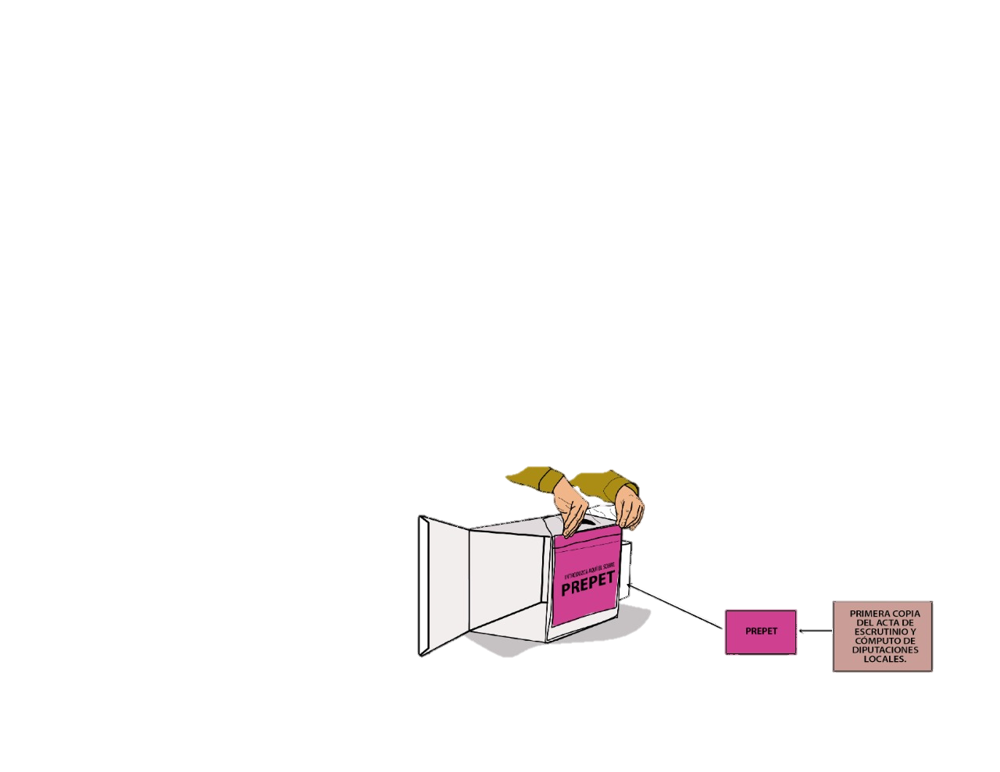 INTRODUZCA AQUÍ EL SOBRE
PREPET
PREPET
PRIMERA COPIA
DEL ACTA DE
ESCRUTINIO Y
CÓMPUTO DE
DIPUTACIONES
LOCALES.